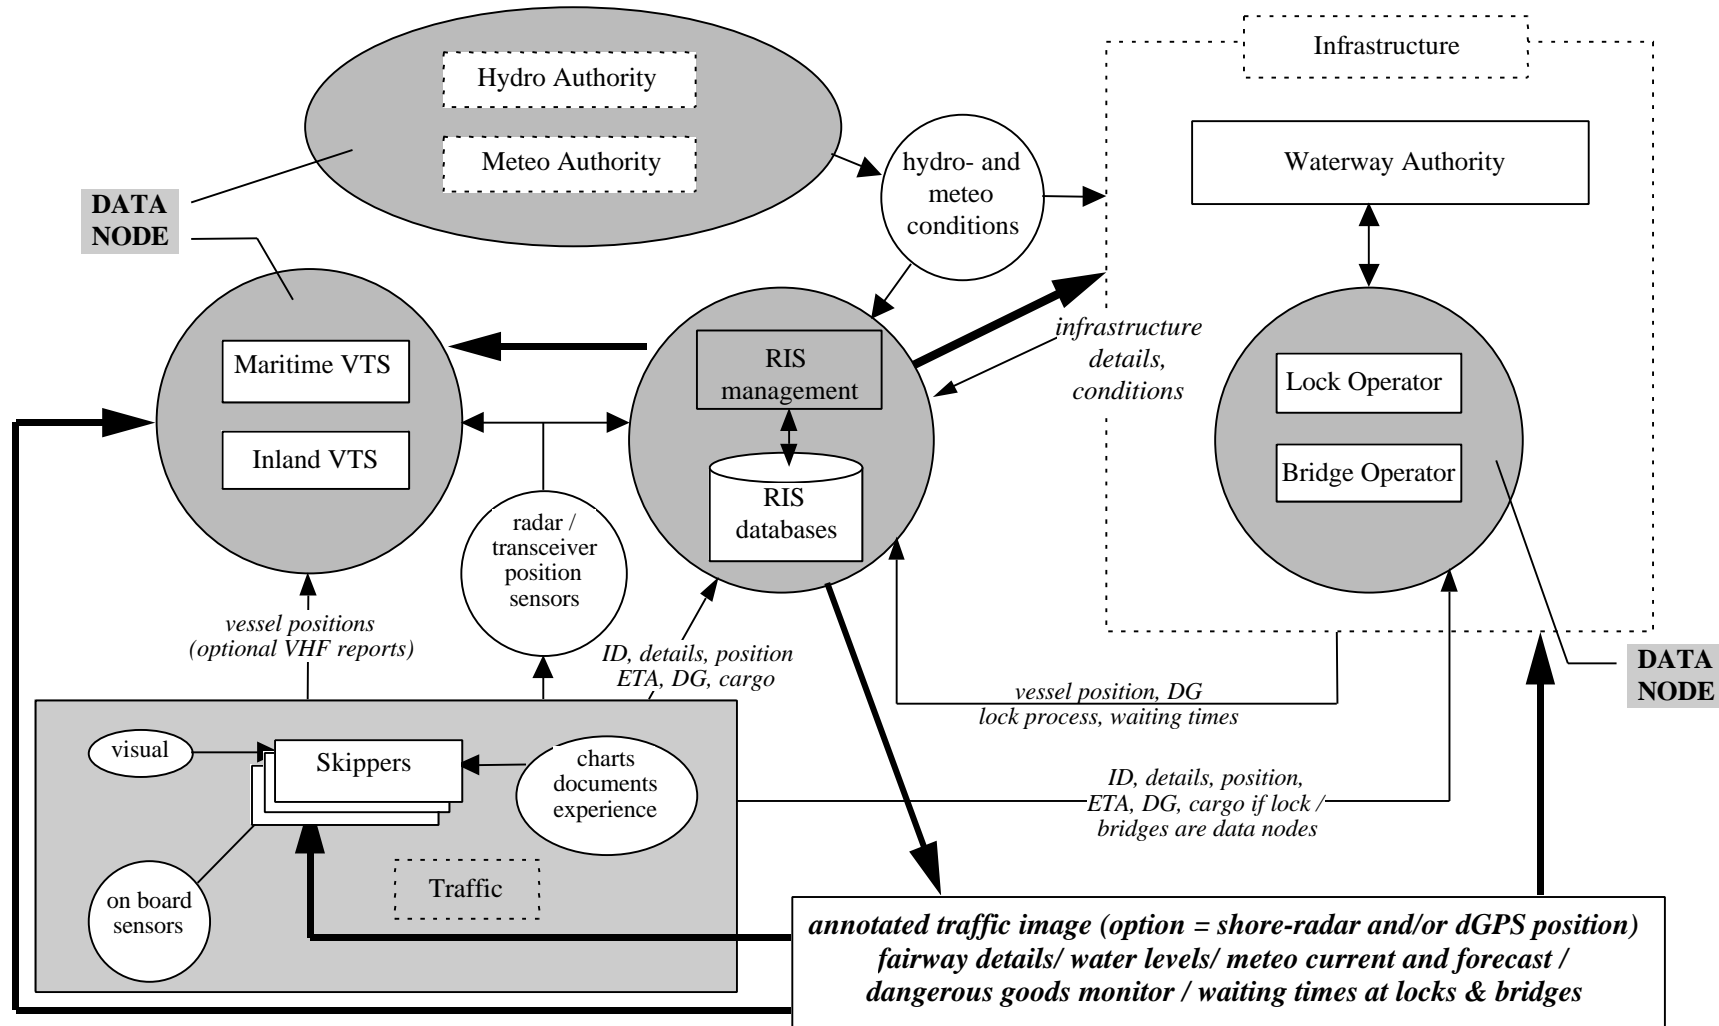 Infrastructure
Hydro Authority
Meteo Authority
hydro- and
meteo
conditions
Waterway Authority
DATA
NODE
infrastructure
details,
conditions
Maritime VTS
Inland VTS
RIS
management
RIS
databases
Lock Operator
Bridge Operator
radar /
transceiver
position
sensors
vessel positions
(optional VHF reports)
ID, details, position
ETA, DG, cargo
vessel position, DG
lock process, waiting times
DATA
NODE
visual
Skippers
charts
documents
experience
ID, details, position,
ETA, DG, cargo if lock /
bridges are data nodes
on board
sensors
Traffic
annotated traffic image (option = shore-radar and/or dGPS position)
fairway details/ water levels/ meteo current and forecast /
dangerous goods monitor / waiting times at locks & bridges